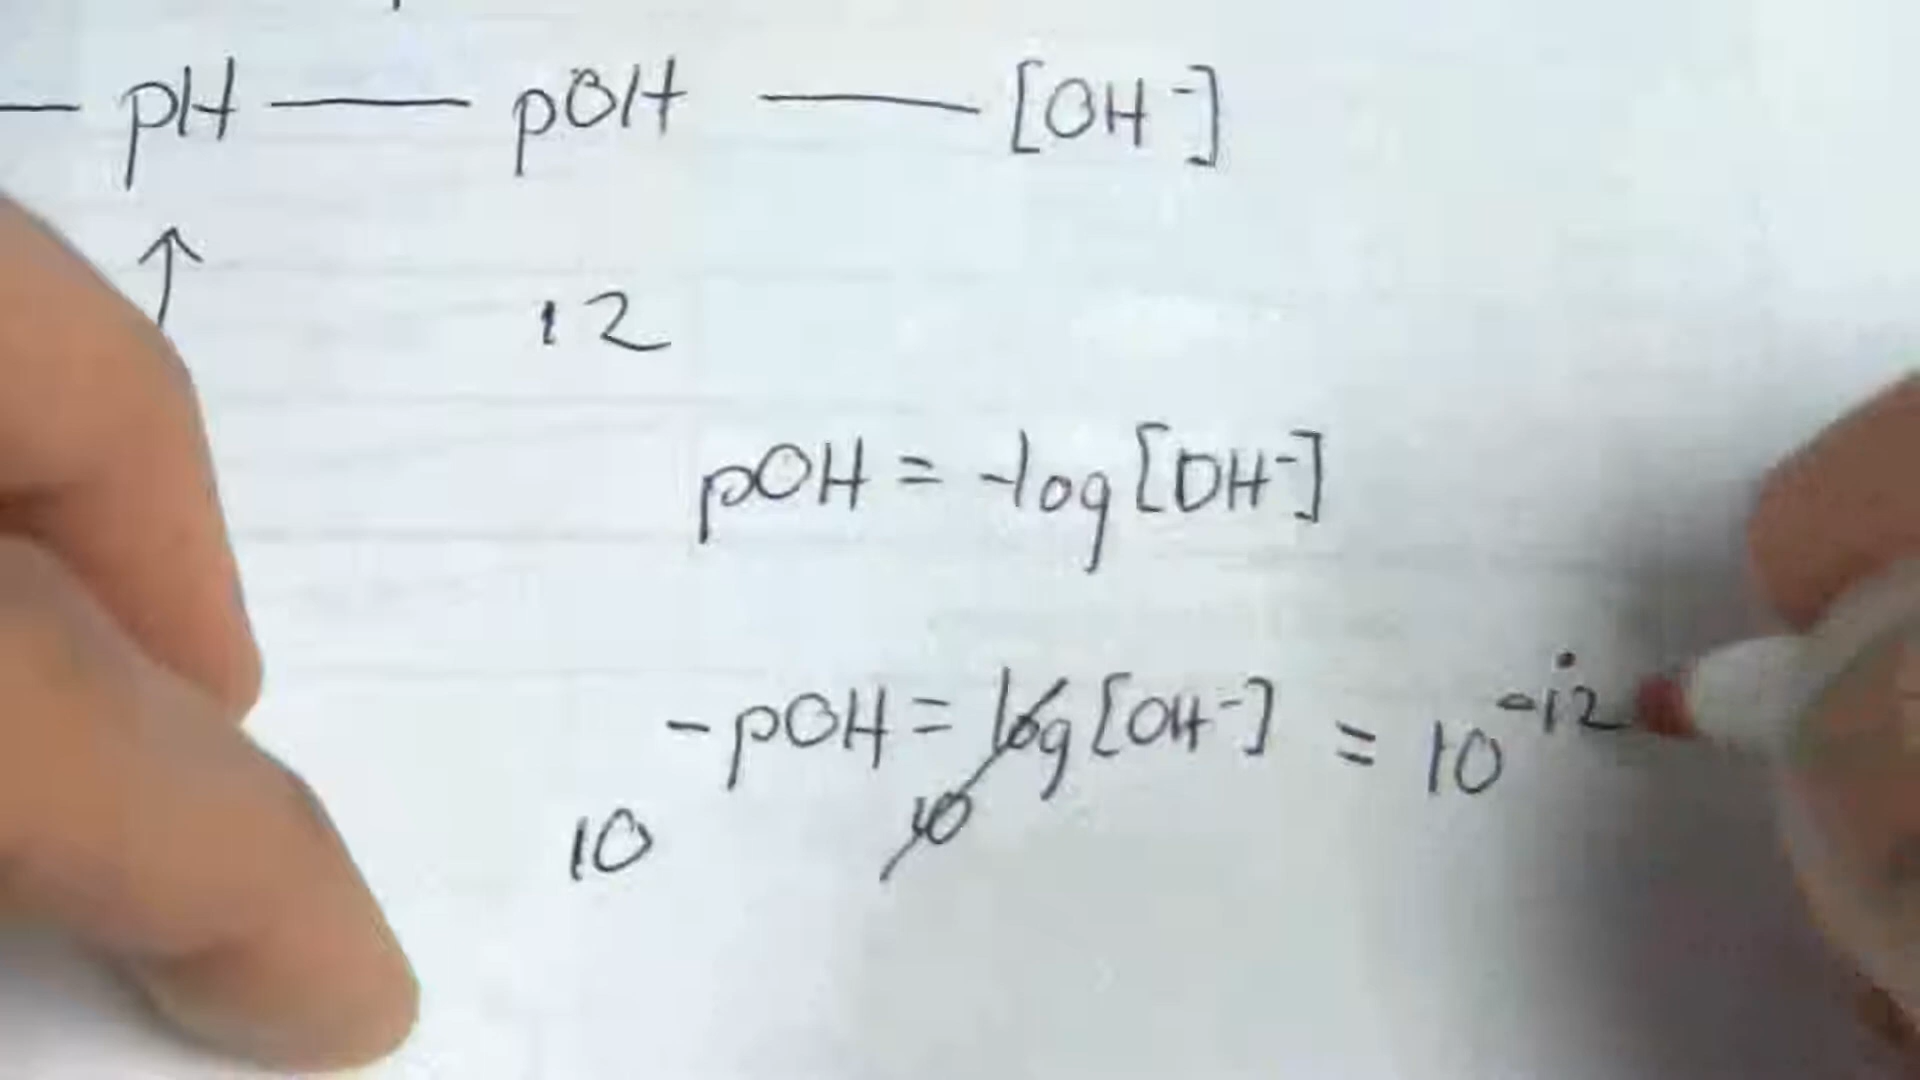 — pH — pOH — [OH⁻]
↑
12
pOH = -log[OH⁻]
-pOH = log[OH⁻] = 10⁻¹²
10 10